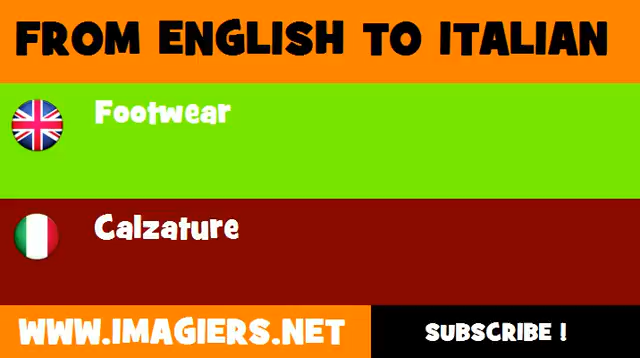 FROM ENGLISH TO ITALIAN
Footwear
Calzature
WWW.IMAGIERS.NET
SUBSCRIBE !